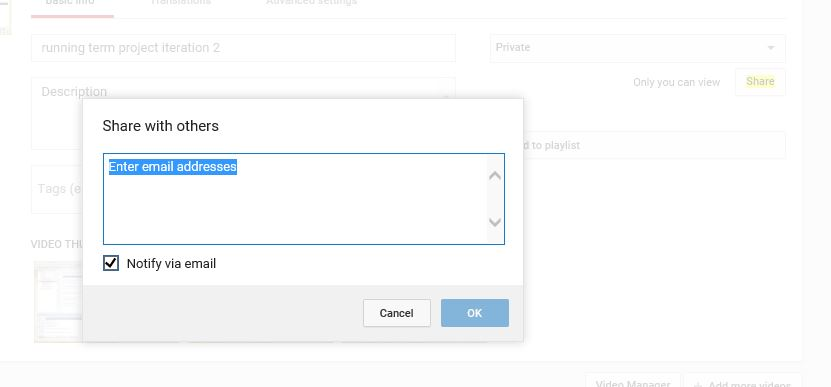 Basic info Translations Advanced settings
running term project iteration 2
Private
Description
Only you can view Share
Share with others
Enter email addresses
d to playlist
Tags (e
VIDEO THU
Notify via email
Cancel OK
Video Manager + Add more videos